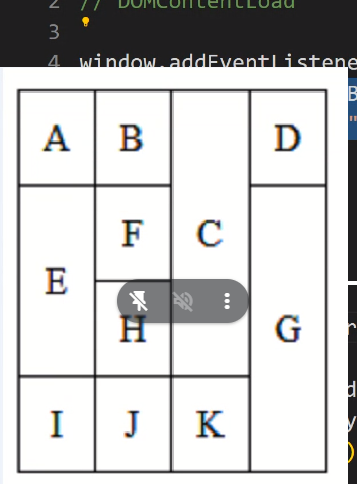 2 // DOMContentLoad
3
4 window.addEventListene
A B D
F C
E
H G
I J K
B
"
r
d
y
)